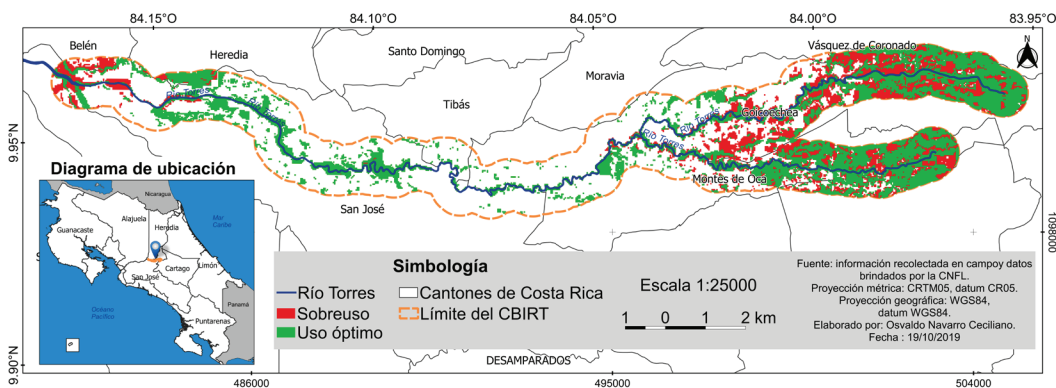 84.15°O
84.10°O
84.05°O
84.00°O
83.95°O
Belén
Heredia
Santo Domingo
Tibás
Moravia
Vásquez de Coronado
N
Río Torres
Río Torres
Río Torres
Río Torres
Goicoechea
Montes de Oca
San José
9.95°N
9.90°N
1098600
Diagrama de ubicación
Nicaragua
Alajuela
Heredia
Guanacaste
Mar
Caribe
Limón
Cartago
San José
Océano
Pacífico
Puntarenas
Panamá
Simbología
Río Torres
Sobreuso
Uso óptimo
Cantones de Costa Rica
Límite del CBIRT
Escala 1:25000
1 0 1 2 km
Fuente: información recolectada en campoy datos
brindados por la CNFL.
Proyección métrica: CRTM05, datum CR05.
Proyección geográfica: WGS84,
datum WGS84.
Elaborado por: Osvaldo Navarro Ceciliano.
Fecha : 19/10/2019
DESAMPARADOS
486000
495000
504000